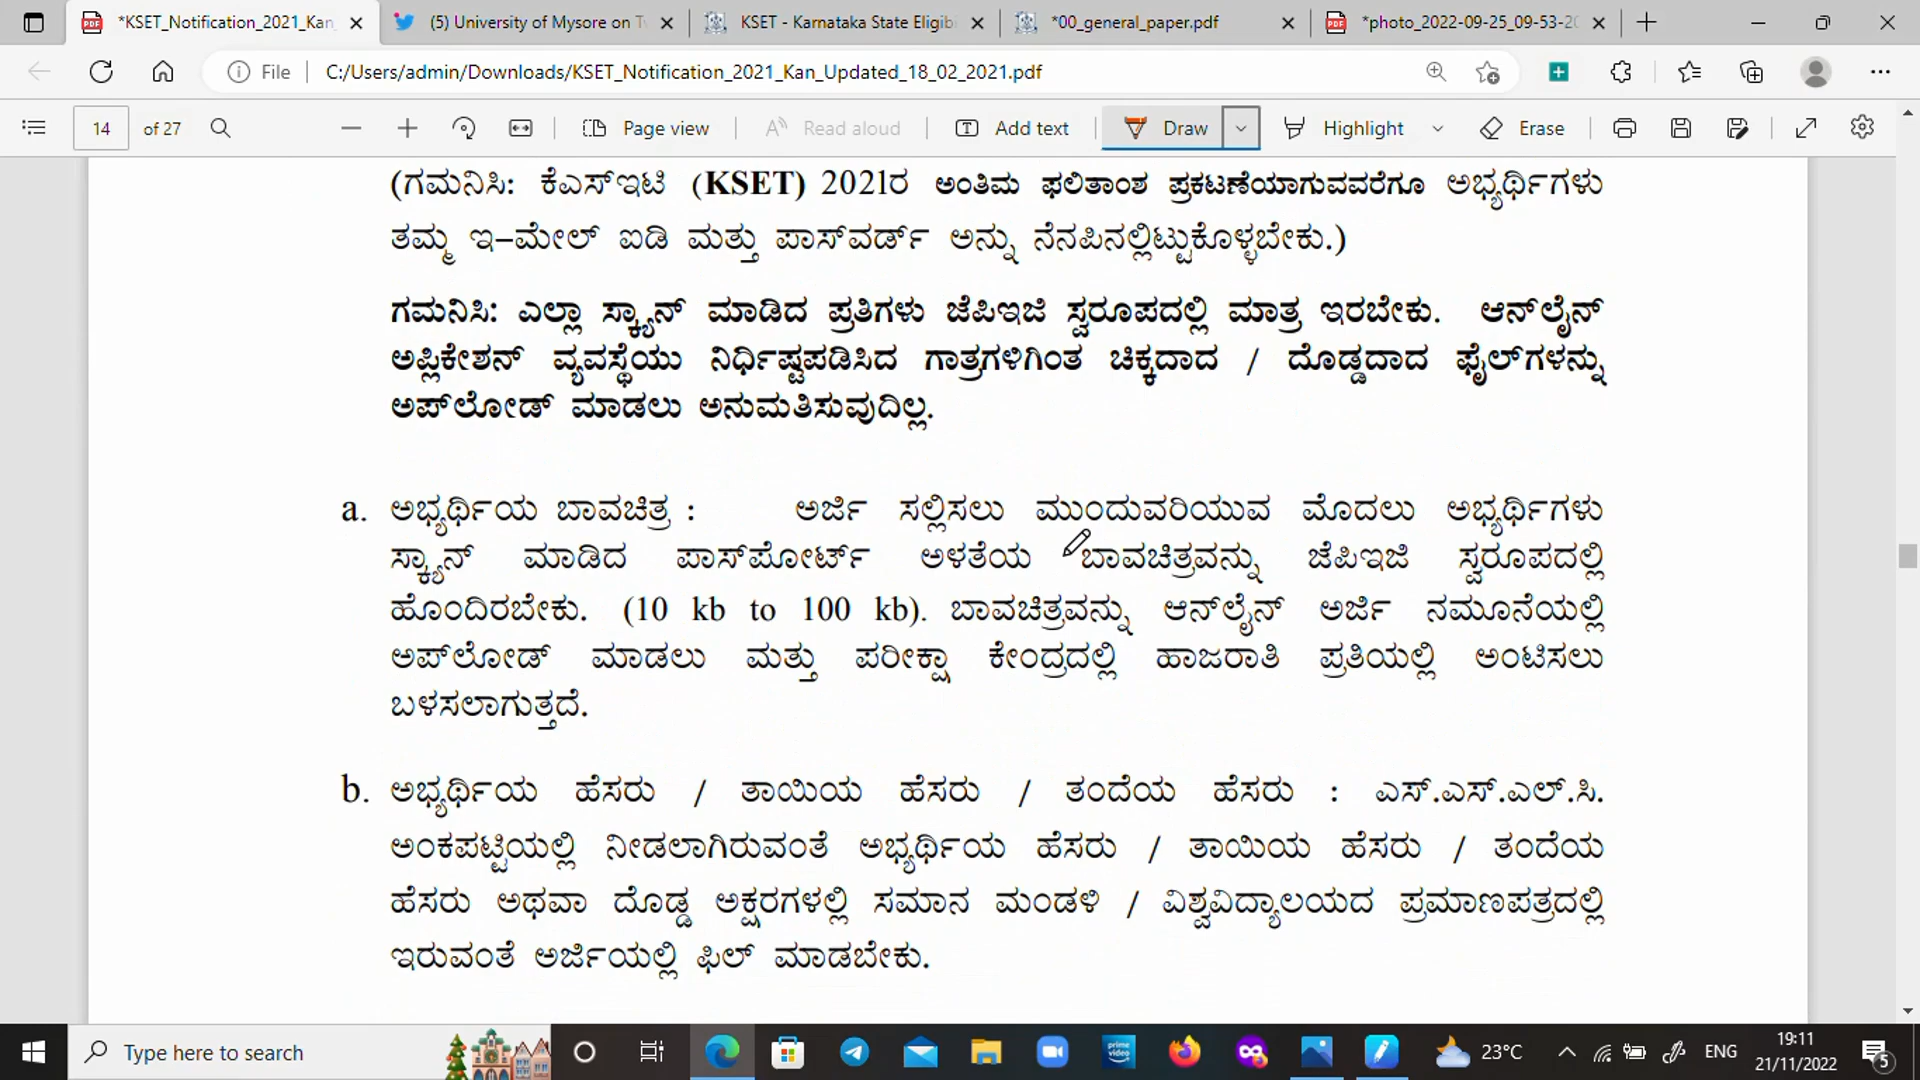 *KSET_Notification_2021_Kan_
(5) University of Mysore on Tw
KSET - Karnataka State Eligibi
*00_general_paper.pdf
*photo_2022-09-25_09-53-20
File
C:/Users/admin/Downloads/KSET_Notification_2021_Kan_Updated_18_02_2021.pdf
14 of 27
Page view
Read aloud
Add text
Draw
Highlight
Erase
(ಗಮನಿಸಿ: ಕೆಎಸ್‌ಇಟಿ (KSET) 2021ರ ಅಂತಿಮ ಫಲಿತಾಂಶ ಪ್ರಕಟಣೆಯಾಗುವವರೆಗೂ ಅಭ್ಯರ್ಥಿಗಳು
ತಮ್ಮ ಇ–ಮೇಲ್ ಐಡಿ ಮತ್ತು ಪಾಸ್‌ವರ್ಡ್ ಅನ್ನು ನೆನಪಿನಲ್ಲಿಟ್ಟುಕೊಳ್ಳಬೇಕು.)
ಗಮನಿಸಿ: ಎಲ್ಲಾ ಸ್ಕ್ಯಾನ್ ಮಾಡಿದ ಪ್ರತಿಗಳು ಜೆಪಿಇಜಿ ಸ್ವರೂಪದಲ್ಲಿ ಮಾತ್ರ ಇರಬೇಕು. ಆನ್‌ಲೈನ್
ಅಪ್ಲಿಕೇಶನ್ ವ್ಯವಸ್ಥೆಯು ನಿರ್ಧಿಷ್ಟಪಡಿಸಿದ ಗಾತ್ರಗಳಿಗಿಂತ ಚಿಕ್ಕದಾದ / ದೊಡ್ಡದಾದ ಫೈಲ್‌ಗಳನ್ನು
ಅಪ್‌ಲೋಡ್ ಮಾಡಲು ಅನುಮತಿಸುವುದಿಲ್ಲ.
a. ಅಭ್ಯರ್ಥಿಯ ಬಾವಚಿತ್ರ : ಅರ್ಜಿ ಸಲ್ಲಿಸಲು ಮುಂದುವರಿಯುವ ಮೊದಲು ಅಭ್ಯರ್ಥಿಗಳು
ಸ್ಕ್ಯಾನ್ ಮಾಡಿದ ಪಾಸ್‌ಪೋರ್ಟ್ ಅಳತೆಯ ಬಾವಚಿತ್ರವನ್ನು ಜೆಪಿಇಜಿ ಸ್ವರೂಪದಲ್ಲಿ
ಹೊಂದಿರಬೇಕು. (10 kb to 100 kb). ಬಾವಚಿತ್ರವನ್ನು ಆನ್‌ಲೈನ್ ಅರ್ಜಿ ನಮೂನೆಯಲ್ಲಿ
ಅಪ್‌ಲೋಡ್ ಮಾಡಲು ಮತ್ತು ಪರೀಕ್ಷಾ ಕೇಂದ್ರದಲ್ಲಿ ಹಾಜರಾತಿ ಪ್ರತಿಯಲ್ಲಿ ಅಂಟಿಸಲು
ಬಳಸಲಾಗುತ್ತದೆ.
b. ಅಭ್ಯರ್ಥಿಯ ಹೆಸರು / ತಾಯಿಯ ಹೆಸರು / ತಂದೆಯ ಹೆಸರು : ಎಸ್.ಎಸ್.ಎಲ್.ಸಿ.
ಅಂಕಪಟ್ಟಿಯಲ್ಲಿ ನೀಡಲಾಗಿರುವಂತೆ ಅಭ್ಯರ್ಥಿಯ ಹೆಸರು / ತಾಯಿಯ ಹೆಸರು / ತಂದೆಯ
ಹೆಸರು ಅಥವಾ ದೊಡ್ಡ ಅಕ್ಷರಗಳಲ್ಲಿ ಸಮಾನ ಮಂಡಳಿ / ವಿಶ್ವವಿದ್ಯಾಲಯದ ಪ್ರಮಾಣಪತ್ರದಲ್ಲಿ
ಇರುವಂತೆ ಅರ್ಜಿಯಲ್ಲಿ ಫಿಲ್ ಮಾಡಬೇಕು.
Type here to search
prime video
23°C
ENG
19:11
21/11/2022
5